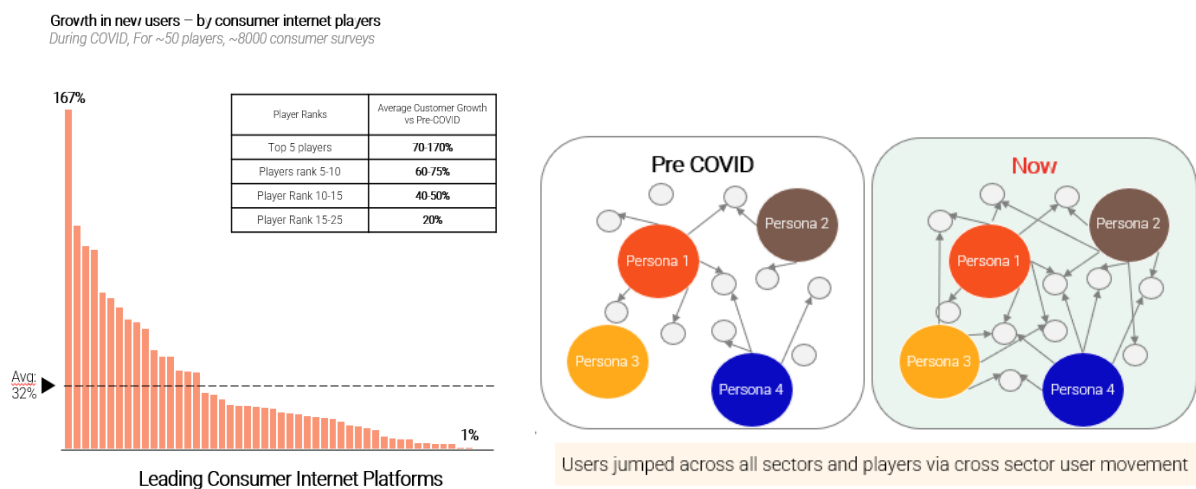 Growth in new users – by consumer internet players
During COVID, For ~50 players, ~8000 consumer surveys
167%
Player Ranks
Average Customer Growth
vs Pre-COVID
Top 5 players
70-170%
Players rank 5-10
60-75%
Player Rank 10-15
40-50%
Player Rank 15-25
20%
Avg:
32%
1%
Leading Consumer Internet Platforms
Pre COVID
Persona 1
Persona 2
Persona 3
Persona 4
Now
Persona 1
Persona 2
Persona 3
Persona 4
Users jumped across all sectors and players via cross sector user movement